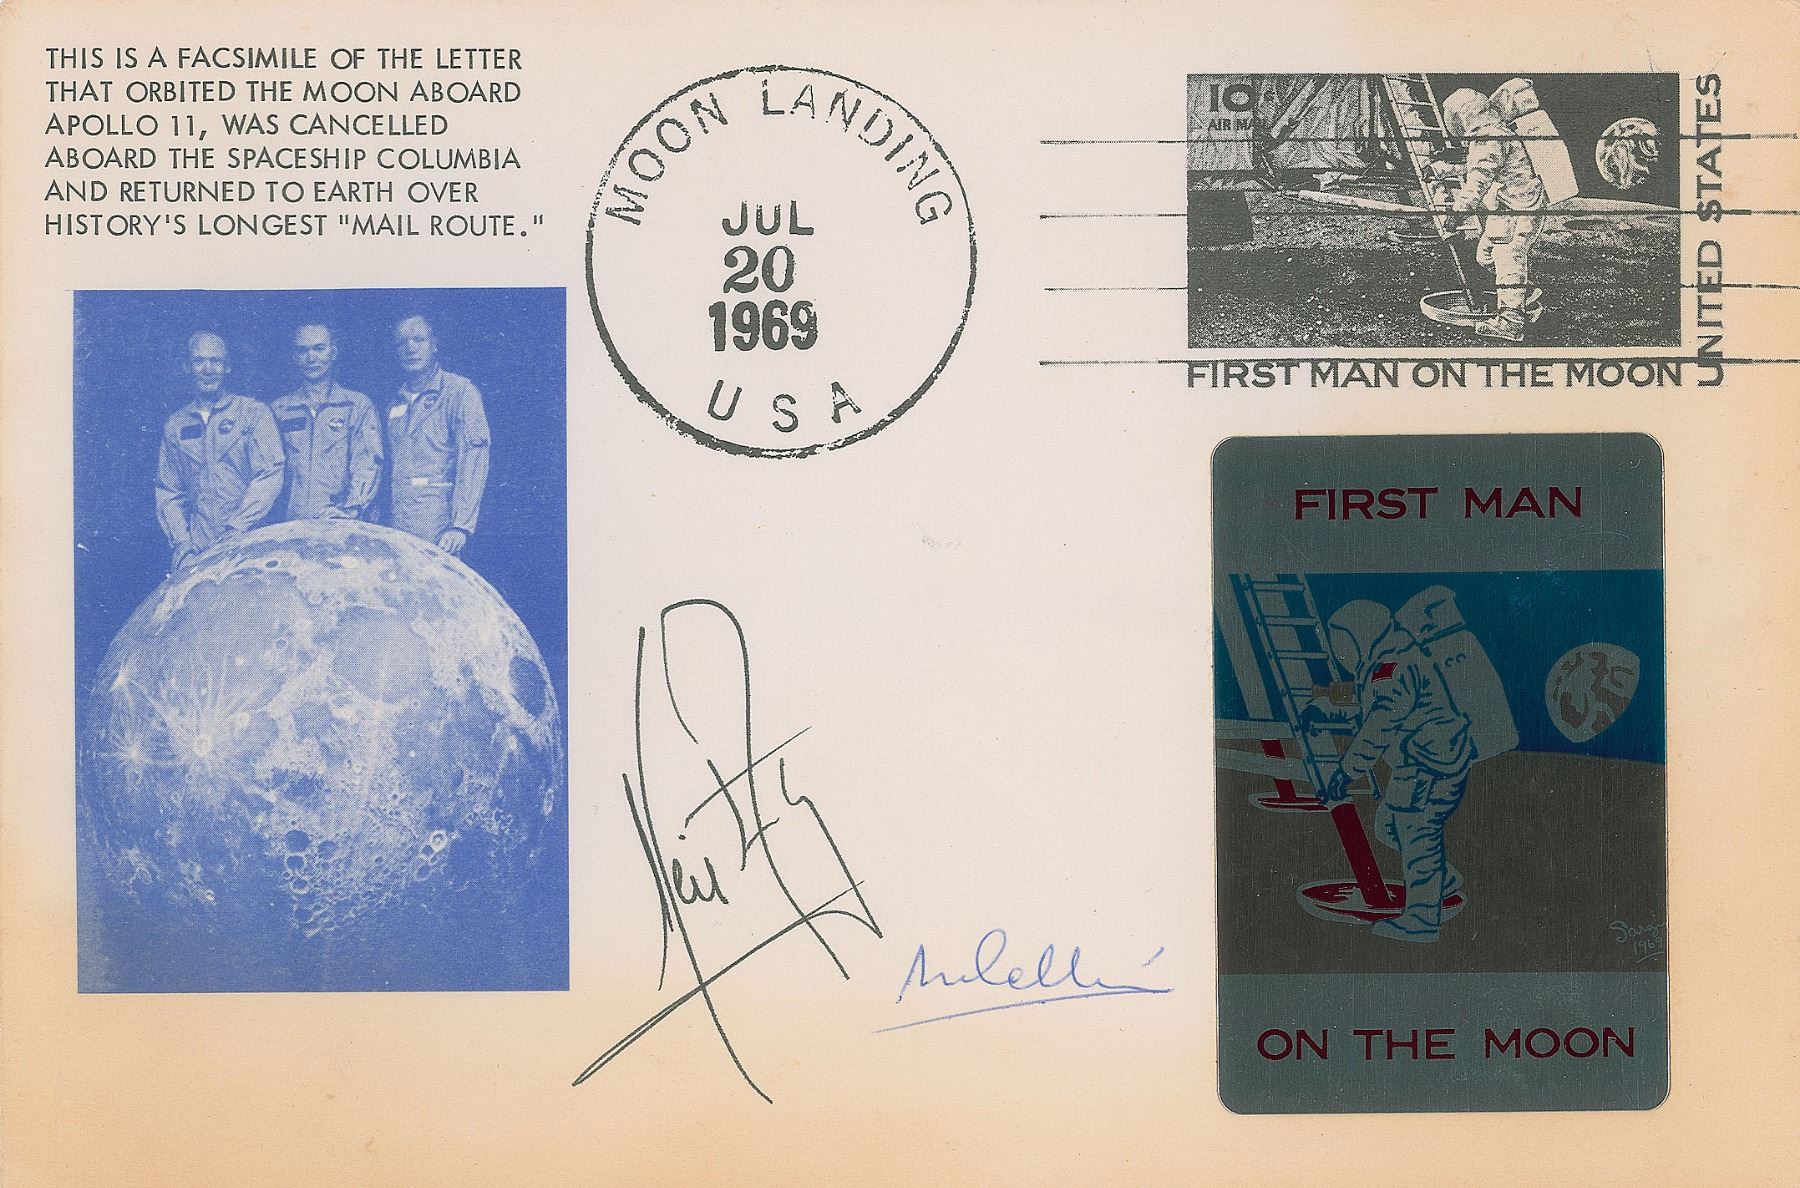 THIS IS A FACSIMILE OF THE LETTER
THAT ORBITED THE MOON ABOARD
APOLLO 11, WAS CANCELLED
ABOARD THE SPACESHIP COLUMBIA
AND RETURNED TO EARTH OVER
HISTORY'S LONGEST "MAIL ROUTE."
MOON LANDING
JUL
20
1969
USA
10
AIR MAIL
UNITED STATES
FIRST MAN ON THE MOON
FIRST MAN
1969
ON THE MOON
Neil